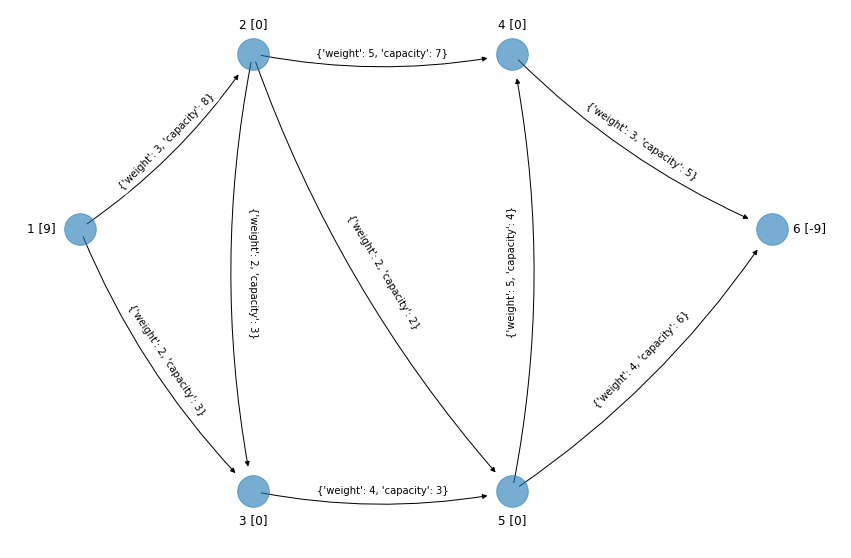 2 [0]
4 [0]
{'weight': 5, 'capacity': 7}
{'weight': 3, 'capacity': 8}
{'weight': 3, 'capacity': 5}
1 [9]
6 [-9]
{'weight': 2, 'capacity': 3}
{'weight': 2, 'capacity': 2}
{'weight': 5, 'capacity': 4}
{'weight': 2, 'capacity': 3}
{'weight': 4, 'capacity': 6}
{'weight': 4, 'capacity': 3}
3 [0]
5 [0]